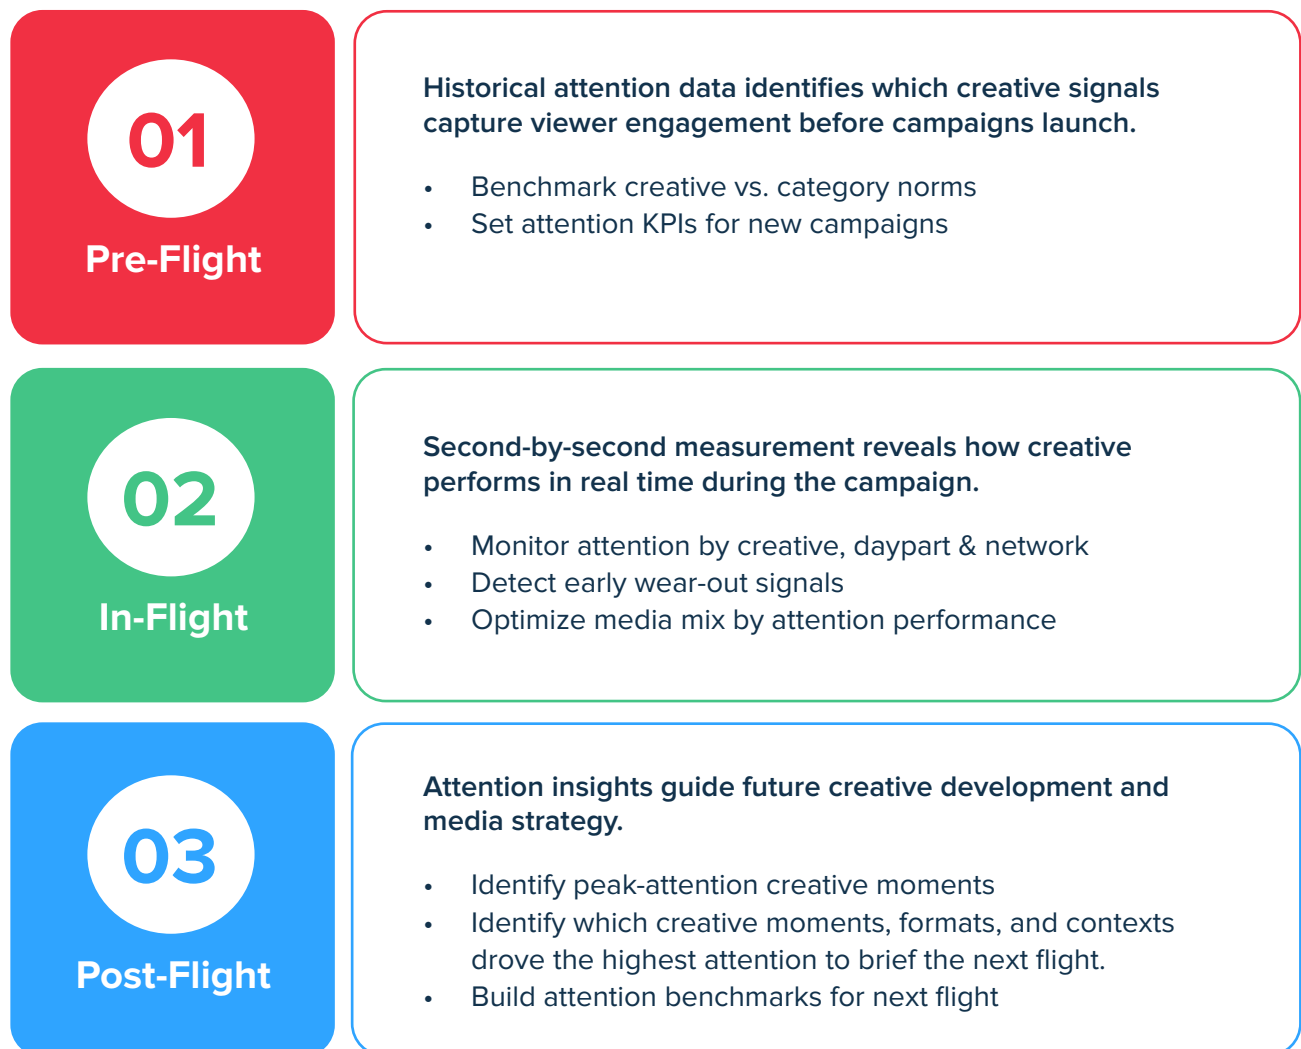 01
Pre-Flight
Historical attention data identifies which creative signals
capture viewer engagement before campaigns launch.
• Benchmark creative vs. category norms
• Set attention KPIs for new campaigns
02
In-Flight
Second-by-second measurement reveals how creative
performs in real time during the campaign.
• Monitor attention by creative, daypart & network
• Detect early wear-out signals
• Optimize media mix by attention performance
03
Post-Flight
Attention insights guide future creative development and
media strategy.
• Identify peak-attention creative moments
• Identify which creative moments, formats, and contexts
drove the highest attention to brief the next flight.
• Build attention benchmarks for next flight